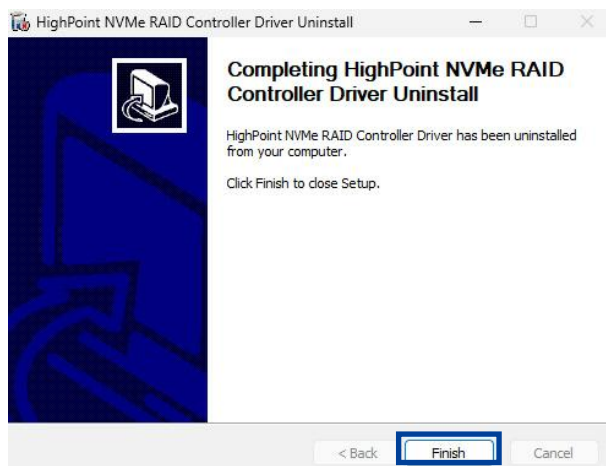 HighPoint NVMe RAID Controller Driver Uninstall
Completing HighPoint NVMe RAID
Controller Driver Uninstall
HighPoint NVMe RAID Controller Driver has been uninstalled
from your computer.
Click Finish to close Setup.
< Back Finish Cancel